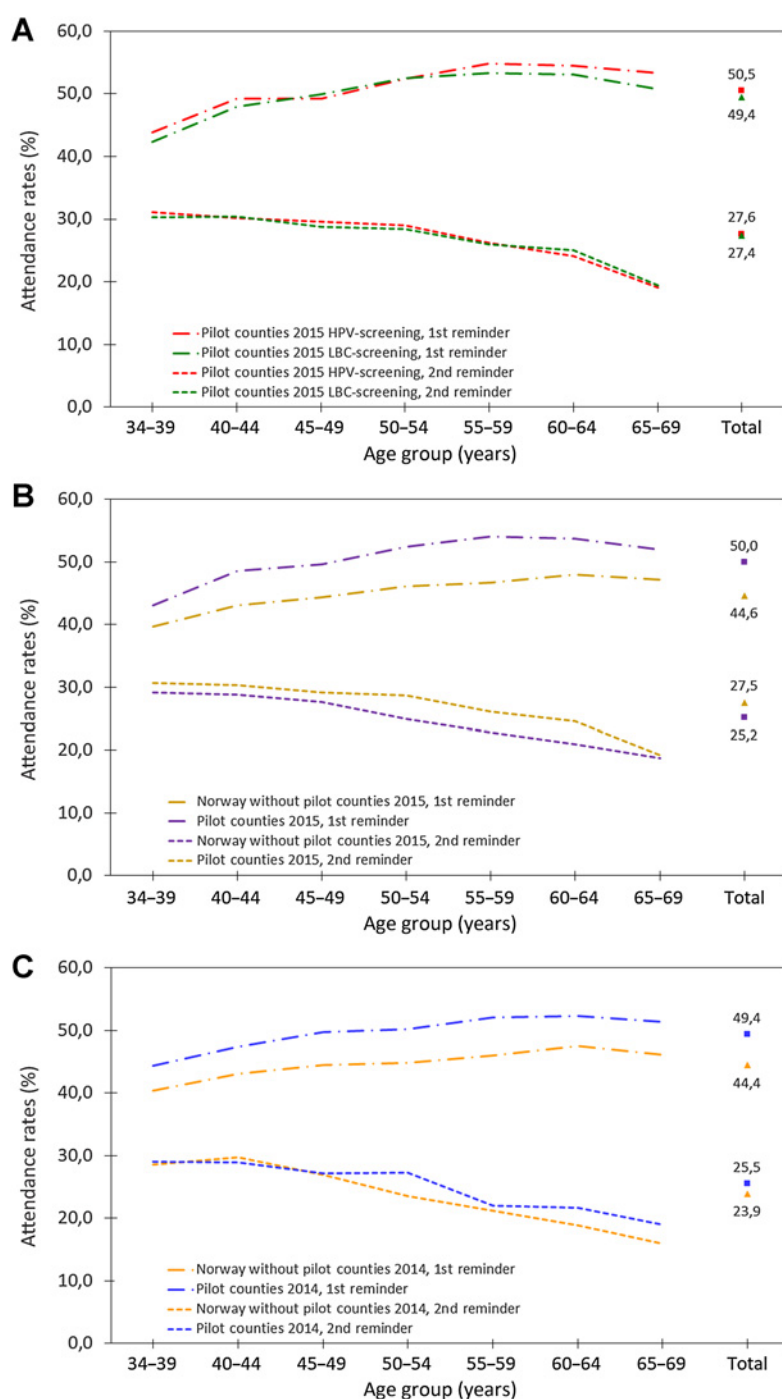 A
60,0
50,0
40,0
30,0
20,0
10,0
0,0
Attendance rates (%)
50,5
49,4
27,6
27,4
Pilot counties 2015 HPV-screening, 1st reminder
Pilot counties 2015 LBC-screening, 1st reminder
Pilot counties 2015 HPV-screening, 2nd reminder
Pilot counties 2015 LBC-screening, 2nd reminder
34–39 40–44 45–49 50–54 55–59 60–64 65–69 Total
Age group (years)
B
60,0
50,0
40,0
30,0
20,0
10,0
0,0
Attendance rates (%)
50,0
44,6
27,5
25,2
Norway without pilot counties 2015, 1st reminder
Pilot counties 2015, 1st reminder
Norway without pilot counties 2015, 2nd reminder
Pilot counties 2015, 2nd reminder
34–39 40–44 45–49 50–54 55–59 60–64 65–69 Total
Age group (years)
C
60,0
50,0
40,0
30,0
20,0
10,0
0,0
Attendance rates (%)
49,4
44,4
25,5
23,9
Norway without pilot counties 2014, 1st reminder
Pilot counties 2014, 1st reminder
Norway without pilot counties 2014, 2nd reminder
Pilot counties 2014, 2nd reminder
34–39 40–44 45–49 50–54 55–59 60–64 65–69 Total
Age group (years)